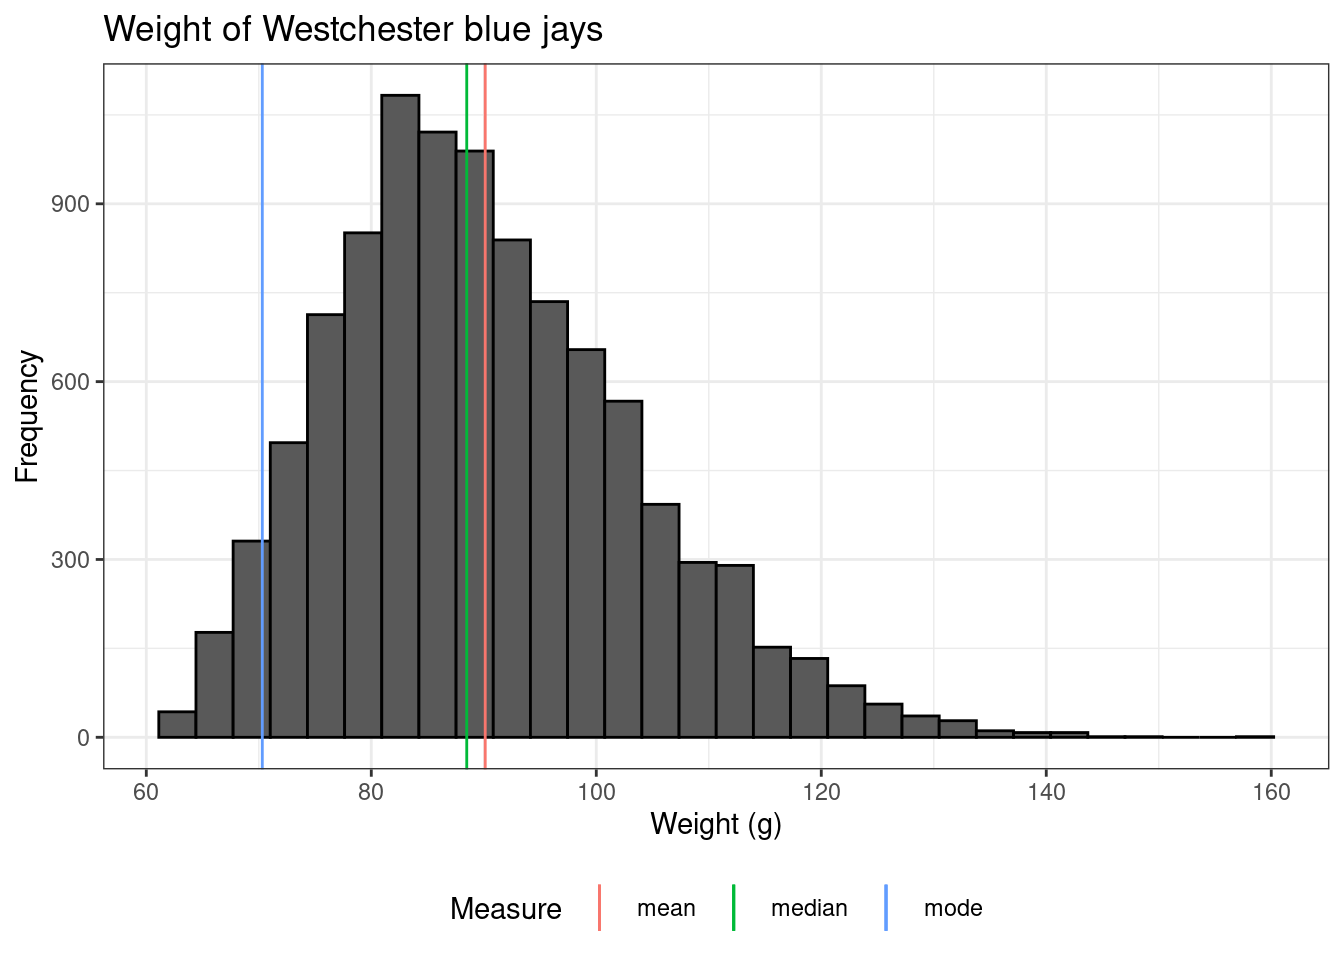 Weight of Westchester blue jays
Frequency
900
600
300
0
60 80 100 120 140 160
Weight (g)
Measure mean median mode